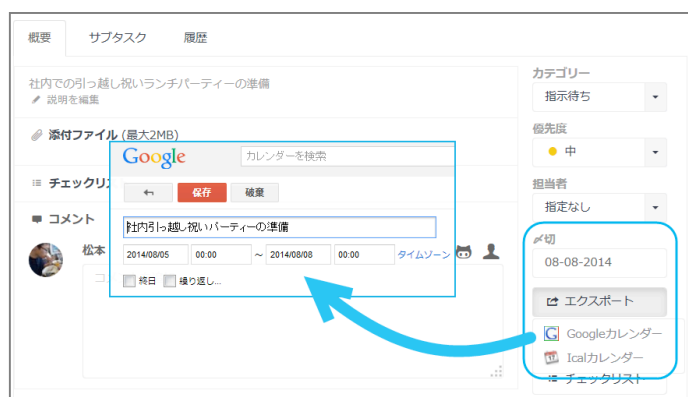 概要 サブタスク 履歴
社内での引っ越し祝いランチパーティーの準備
説明を編集
添付ファイル (最大2MB)
チェックリ
コメント
松本
コ
Google カレンダーを検索
保存 破棄
社内引っ越し祝いパーティーの準備
2014/08/05 00:00 ~ 2014/08/08 00:00 タイムゾーン
終日 繰り返し...
カテゴリー
指示待ち
優先度
中
担当者
指定なし
〆切
08-08-2014
エクスポート
Googleカレンダー
Icalカレンダー
チェックリスト